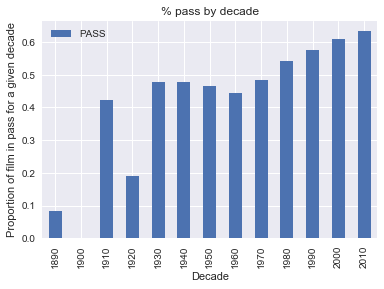 % pass by decade
PASS
Proportion of film in pass for a given decade
0.6
0.5
0.4
0.3
0.2
0.1
0.0
1890 1900 1910 1920 1930 1940 1950 1960 1970 1980 1990 2000 2010
Decade